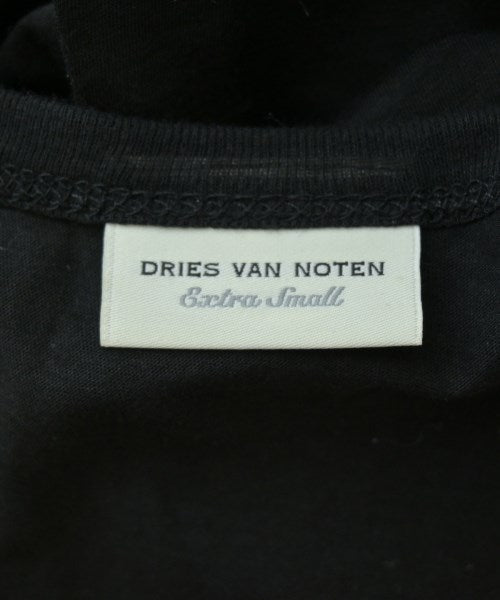 DRIES VAN NOTEN
Extra Small